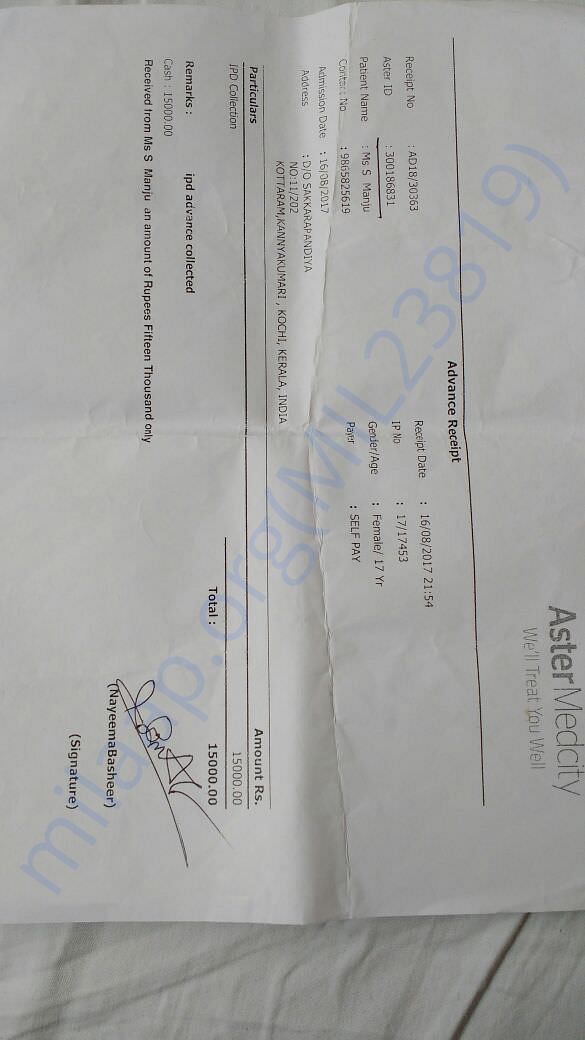 AsterMedcity
We'll Treat You Well
Advance Receipt
Receipt No : AD18/30363 Receipt Date : 16/08/2017 21:54
Aster ID : 300186831 IP No : 17/17453
Patient Name : Ms S Manju Gender/Age : Female/ 17 Yr
Contact No : 9865825619 Payer : SELF PAY
Admission Date : 16/08/2017
Address : D/O SAKKARAPANDIYA
NO:11/202
KOTTARAM,KANNYAKUMARI , KOCHI, KERALA, INDIA
Particulars Amount Rs.
IPD Collection 15000.00
Total : 15000.00
Remarks : ipd advance collected
Cash : 15000.00
Received from Ms S Manju an amount of Rupees Fifteen Thousand only
(NayeemaBasheer)
(Signature)
milaap.org(MIL23819)